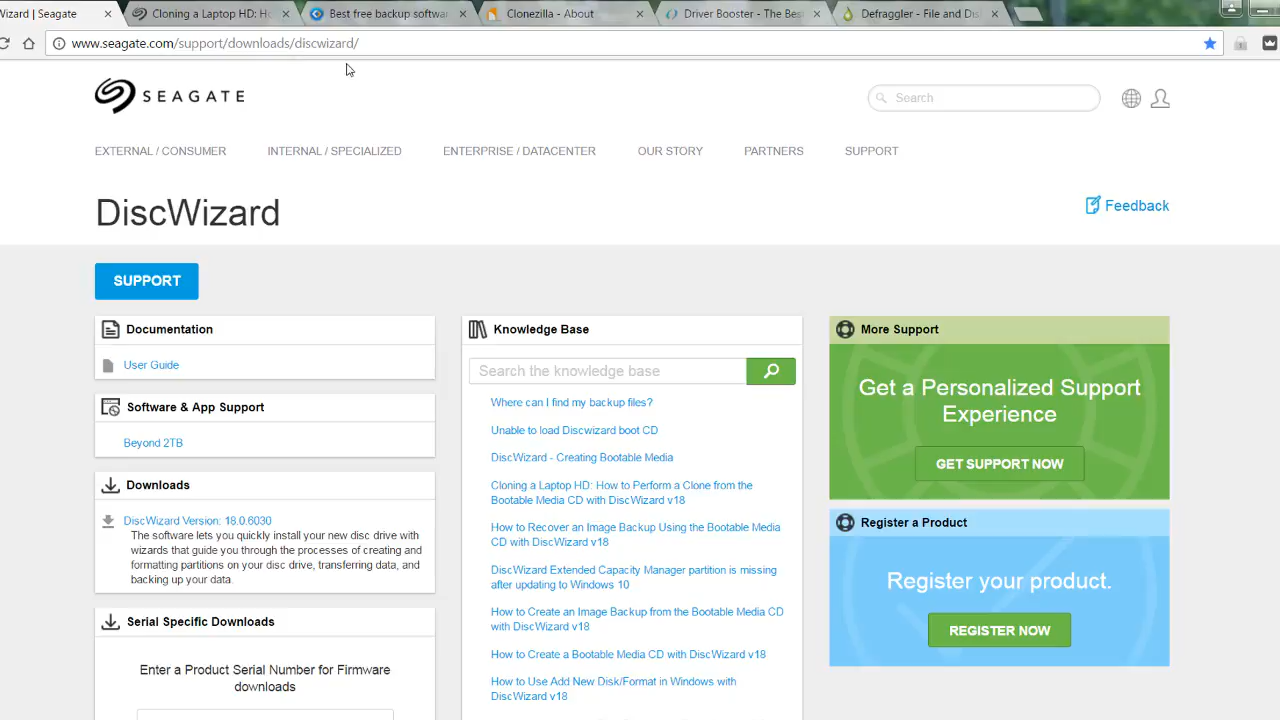 Wizard | Seagate
Cloning a Laptop HD: H
Best free backup softwar
Clonezilla - About
Driver Booster - The Bes
Defraggler - File and Dis
www.seagate.com/support/downloads/discwizard/
SEAGATE
Search
EXTERNAL / CONSUMER
INTERNAL / SPECIALIZED
ENTERPRISE / DATACENTER
OUR STORY
PARTNERS
SUPPORT
DiscWizard
Feedback
SUPPORT
Documentation
User Guide
Software & App Support
Beyond 2TB
Downloads
DiscWizard Version: 18.0.6030
The software lets you quickly install your new disc drive with
wizards that guide you through the processes of creating and
formatting partitions on your disc drive, transferring data, and
backing up your data.
Serial Specific Downloads
Enter a Product Serial Number for Firmware
downloads
Knowledge Base
Search the knowledge base
Where can I find my backup files?
Unable to load Discwizard boot CD
DiscWizard - Creating Bootable Media
Cloning a Laptop HD: How to Perform a Clone from the
Bootable Media CD with DiscWizard v18
How to Recover an Image Backup Using the Bootable Media
CD with DiscWizard v18
DiscWizard Extended Capacity Manager partition is missing
after updating to Windows 10
How to Create an Image Backup from the Bootable Media CD
with DiscWizard v18
How to Create a Bootable Media CD with DiscWizard v18
How to Use Add New Disk/Format in Windows with
DiscWizard v18
More Support
Get a Personalized Support
Experience
GET SUPPORT NOW
Register a Product
Register your product.
REGISTER NOW